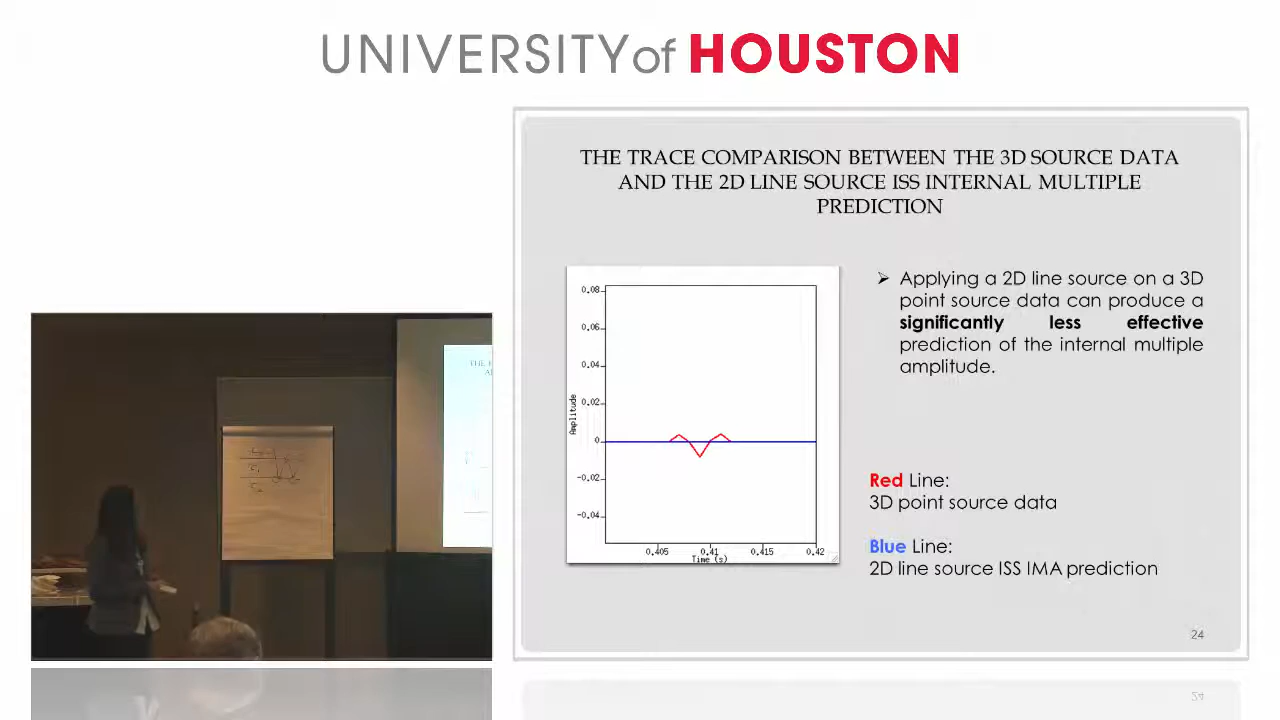 UNIVERSITY of HOUSTON
THE TRACE COMPARISON BETWEEN THE 3D SOURCE DATA
AND THE 2D LINE SOURCE ISS INTERNAL MULTIPLE
PREDICTION
0.08
0.06
0.04
0.02
0
-0.02
-0.04
Amplitude
0.405
0.41
0.415
0.42
Time (s)
Applying a 2D line source on a 3D
point source data can produce a
significantly less effective
prediction of the internal multiple
amplitude.
Red Line:
3D point source data
Blue Line:
2D line source ISS IMA prediction
24